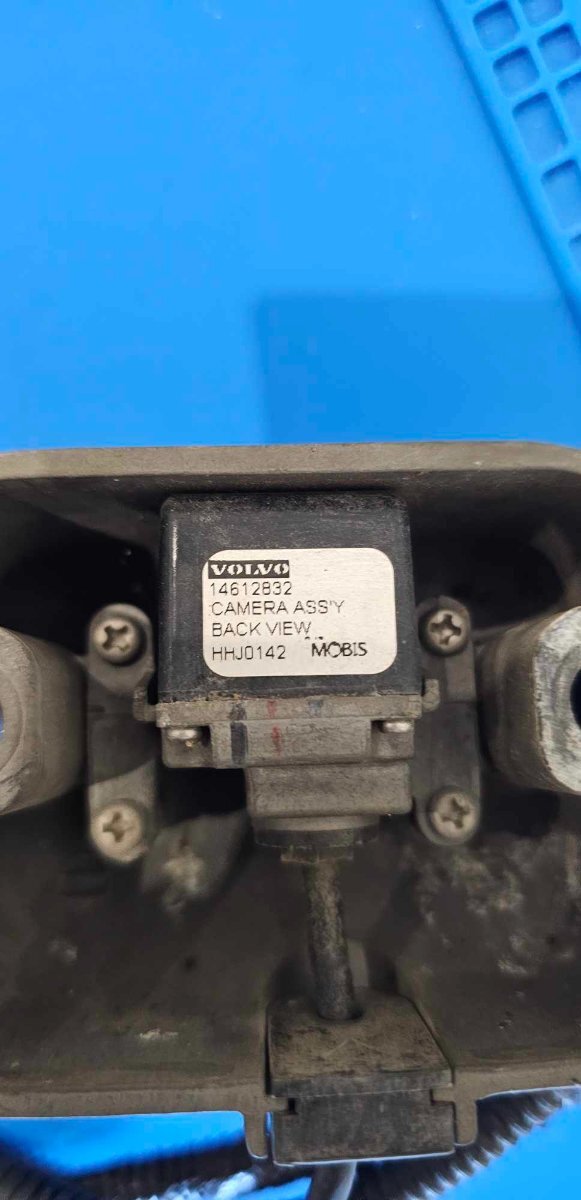 VOLVO
14612832
CAMERA ASS'Y
BACK VIEW
HHJ0142 MOBIS